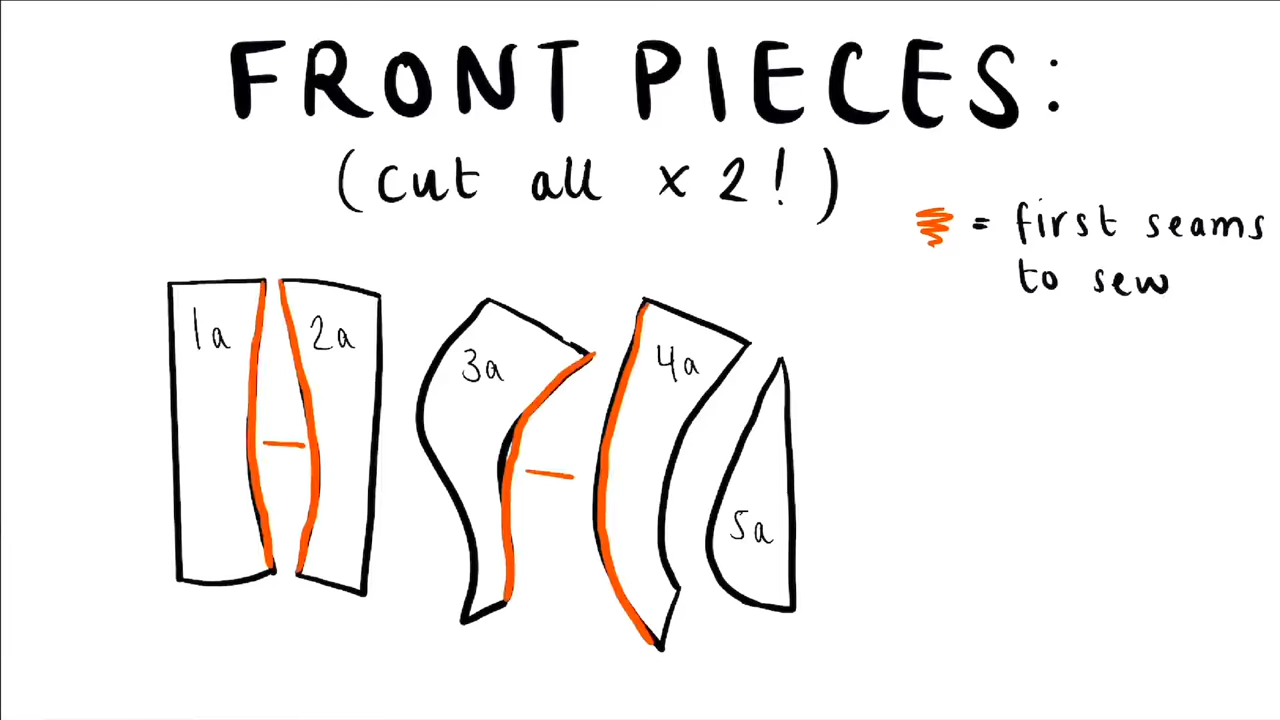 FRONT PIECES:
(cut all x 2!)
= first seams
to sew
1a
2a
3a
4a
5a